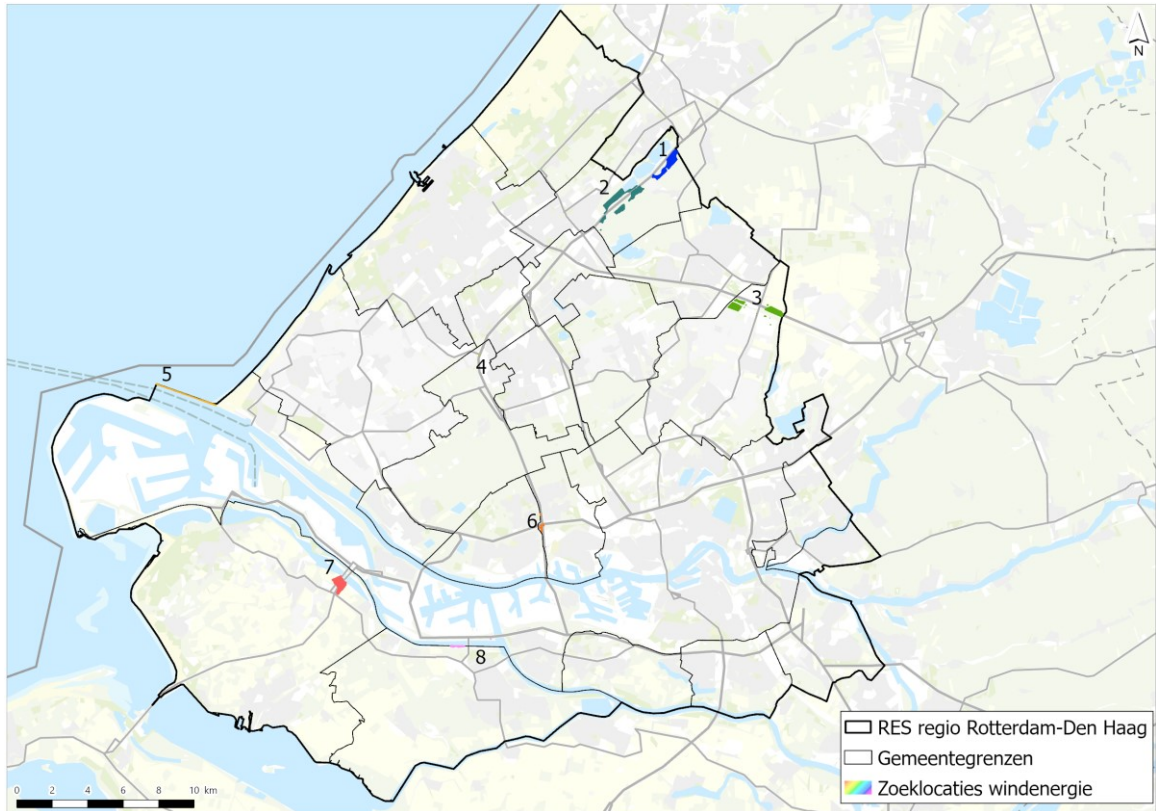 N
1
2
3
4
5
6
7
8
RES regio Rotterdam-Den Haag
Gemeentegrenzen
Zoeklocaties windenergie
0 2 4 6 8 10 km